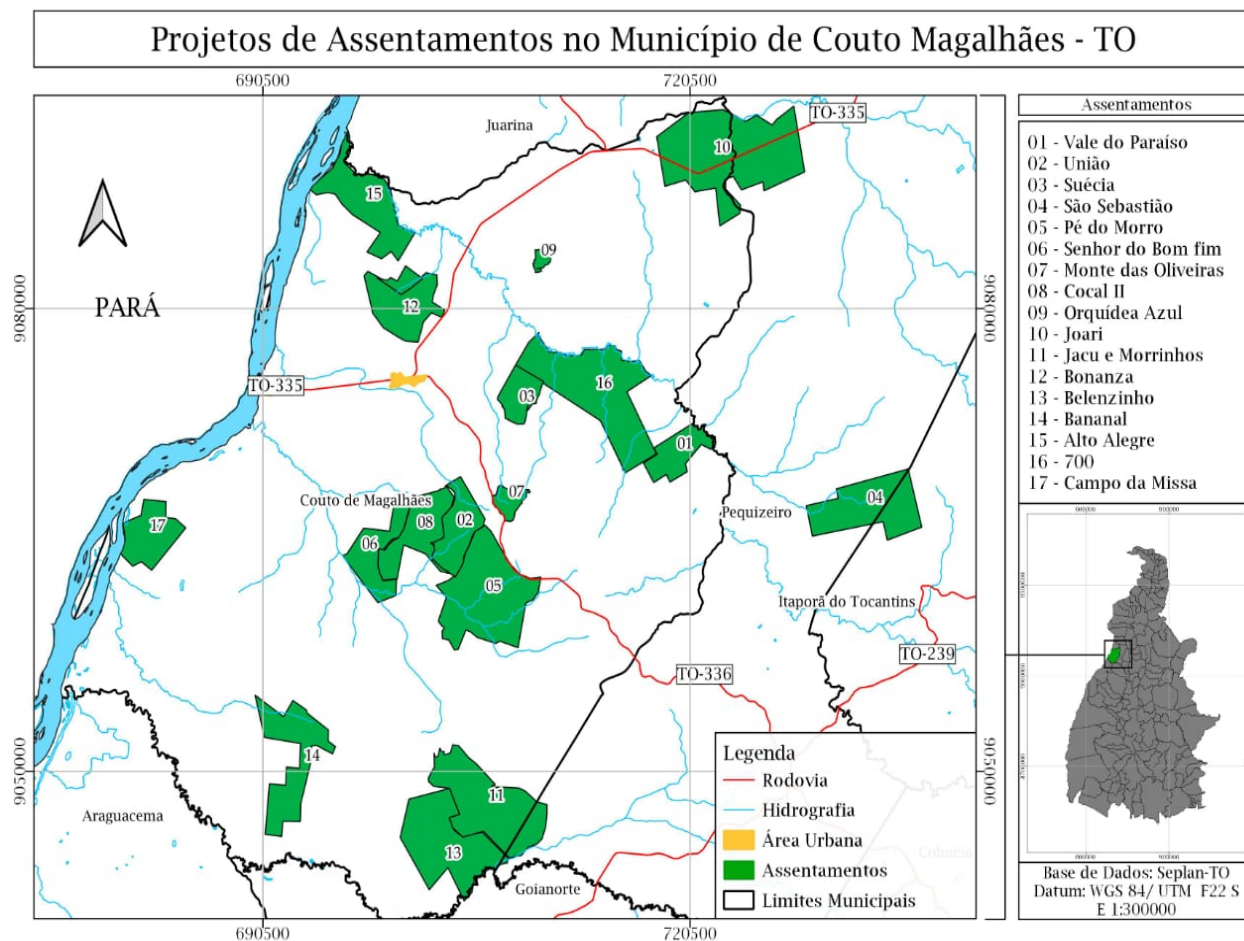 Projetos de Assentamentos no Município de Couto Magalhães - TO
690500
720500
Juarina
TO-335
10
15
09
PARÁ
12
9080000
9080000
TO-335
16
03
01
Couto de Magalhães
07
04
08
02
Pequizeiro
17
06
05
Itaporã do Tocantins
TO-239
TO-336
14
9050000
9050000
11
Araguacema
13
Goianorte
690500
720500
Legenda
Rodovia
Hidrografia
Área Urbana
Assentamentos
Limites Municipais
Assentamentos
01 - Vale do Paraíso
02 - União
03 - Suécia
04 - São Sebastião
05 - Pé do Morro
06 - Senhor do Bom fim
07 - Monte das Oliveiras
08 - Cocal II
09 - Orquídea Azul
10 - Joari
11 - Jacu e Morrinhos
12 - Bonanza
13 - Belenzinho
14 - Bananal
15 - Alto Alegre
16 - 700
17 - Campo da Missa
Base de Dados: Seplan-TO
Datum: WGS 84/ UTM F22 S
E 1:300000